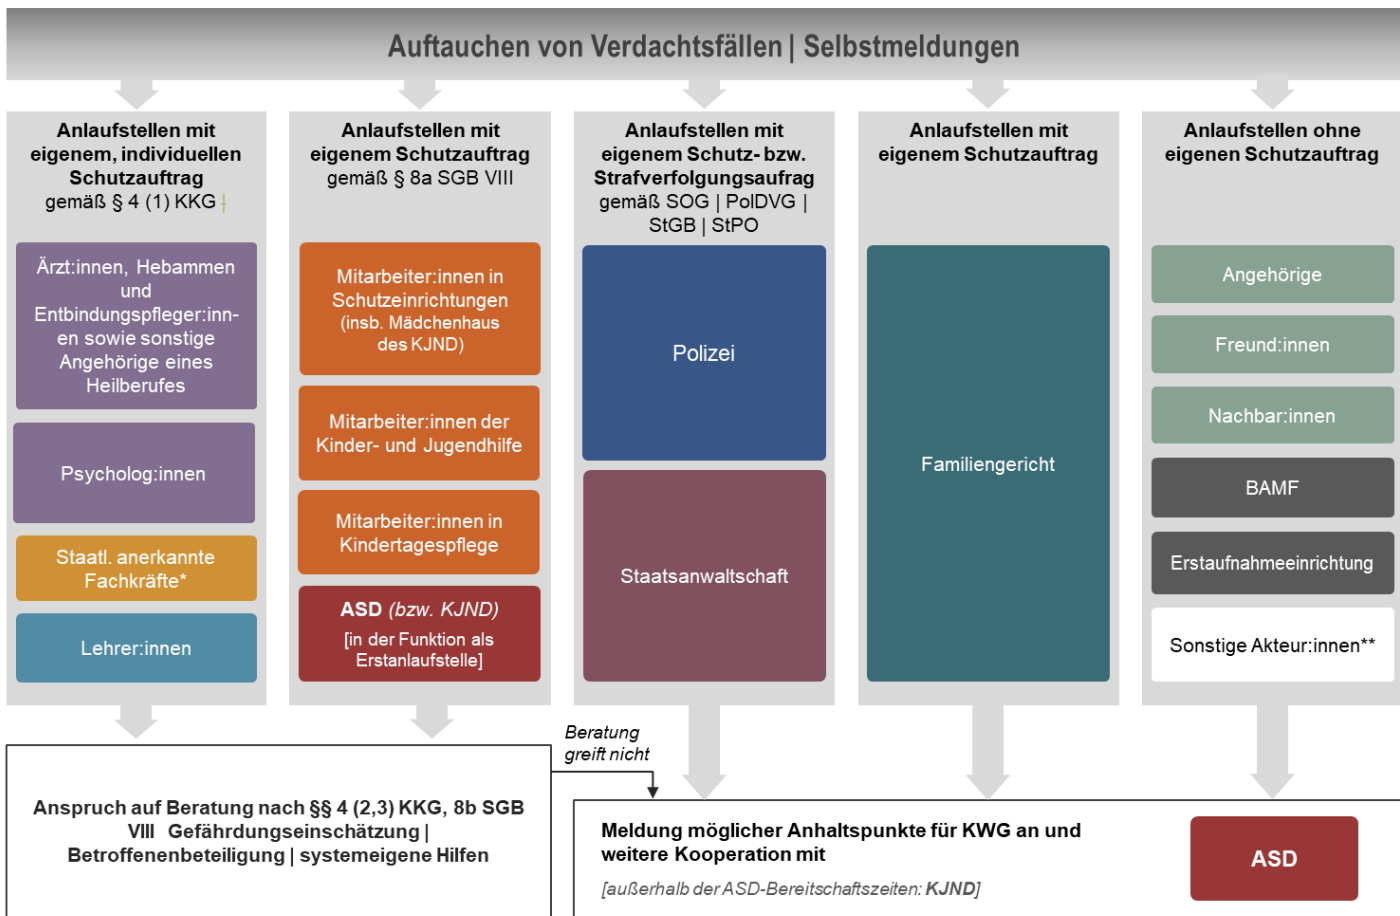 Auftauchen von Verdachtsfällen | Selbstmeldungen
Anlaufstellen mit
eigenem, individuellen
Schutzauftrag
gemäß § 4 (1) KKG
Ärzt:innen, Hebammen
und
Entbindungspfleger:inn-
en sowie sonstige
Angehörige eines
Heilberufes
Psycholog:innen
Staatl. anerkannte
Fachkräfte*
Lehrer:innen
Anlaufstellen mit
eigenem Schutzauftrag
gemäß § 8a SGB VIII
Mitarbeiter:innen in
Schutzeinrichtungen
(insb. Mädchenhaus
des KJND)
Mitarbeiter:innen der
Kinder- und Jugendhilfe
Mitarbeiter:innen in
Kindertagespflege
ASD (bzw. KJND)
[in der Funktion als
Erstanlaufstelle]
Anlaufstellen mit
eigenem Schutz- bzw.
Strafverfolgungsaufrag
gemäß SOG | PolDVG |
StGB | StPO
Polizei
Staatsanwaltschaft
Anlaufstellen mit
eigenem Schutzauftrag
Familiengericht
Anlaufstellen ohne
eigenen Schutzauftrag
Angehörige
Freund:innen
Nachbar:innen
BAMF
Erstaufnahmeeinrichtung
Sonstige Akteur:innen**
Anspruch auf Beratung nach §§ 4 (2,3) KKG, 8b SGB
VIII Gefährdungseinschätzung |
Betroffenenbeteiligung | systemeigene Hilfen
Beratung
greift nicht
Meldung möglicher Anhaltspunkte für KWG an und
weitere Kooperation mit
[außerhalb der ASD-Bereitschaftszeiten: KJND]
ASD